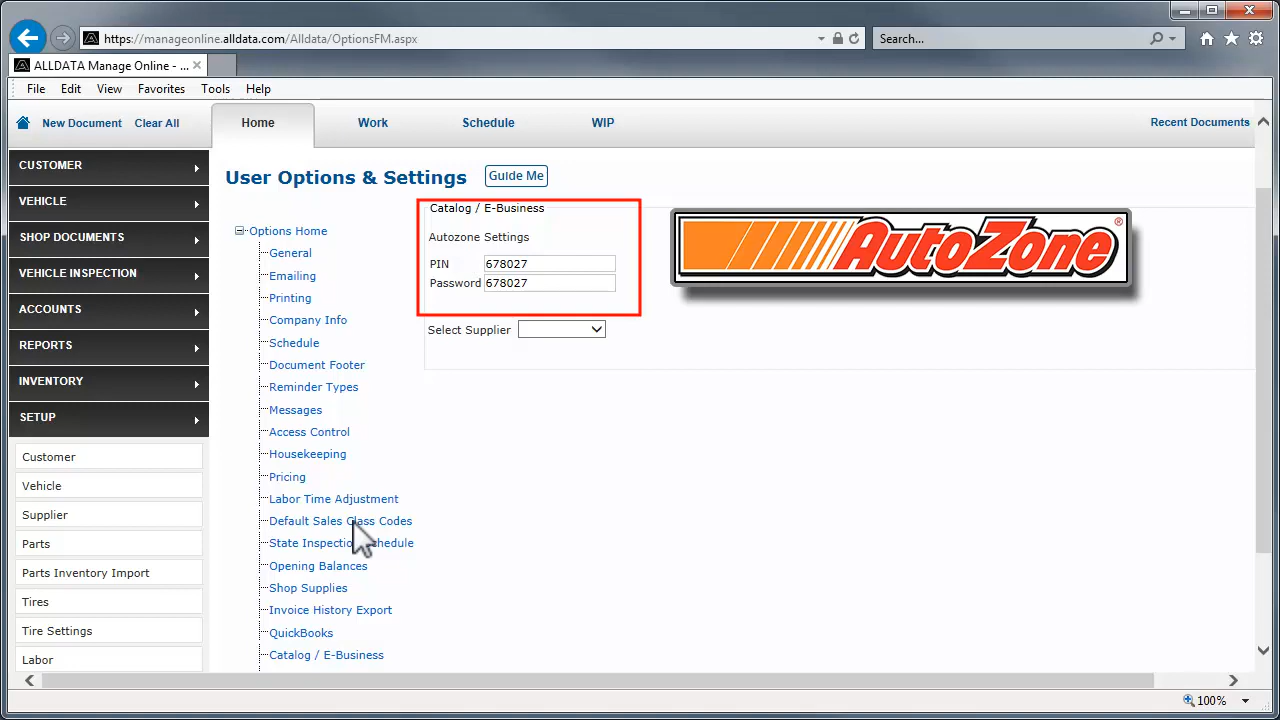 https://manageonline.alldata.com/Alldata/OptionsFM.aspx
Search...
ALLDATA Manage Online - ...
File Edit View Favorites Tools Help
New Document Clear All
Home Work Schedule WIP
Recent Documents
CUSTOMER
VEHICLE
SHOP DOCUMENTS
VEHICLE INSPECTION
ACCOUNTS
REPORTS
INVENTORY
SETUP
Customer
Vehicle
Supplier
Parts
Parts Inventory Import
Tires
Tire Settings
Labor
User Options & Settings
Guide Me
Options Home
General
Emailing
Printing
Company Info
Schedule
Document Footer
Reminder Types
Messages
Access Control
Housekeeping
Pricing
Labor Time Adjustment
Default Sales Class Codes
State Inspection Schedule
Opening Balances
Shop Supplies
Invoice History Export
QuickBooks
Catalog / E-Business
Catalog / E-Business
Autozone Settings
PIN 678027
Password 678027
Select Supplier
AutoZone®
100%